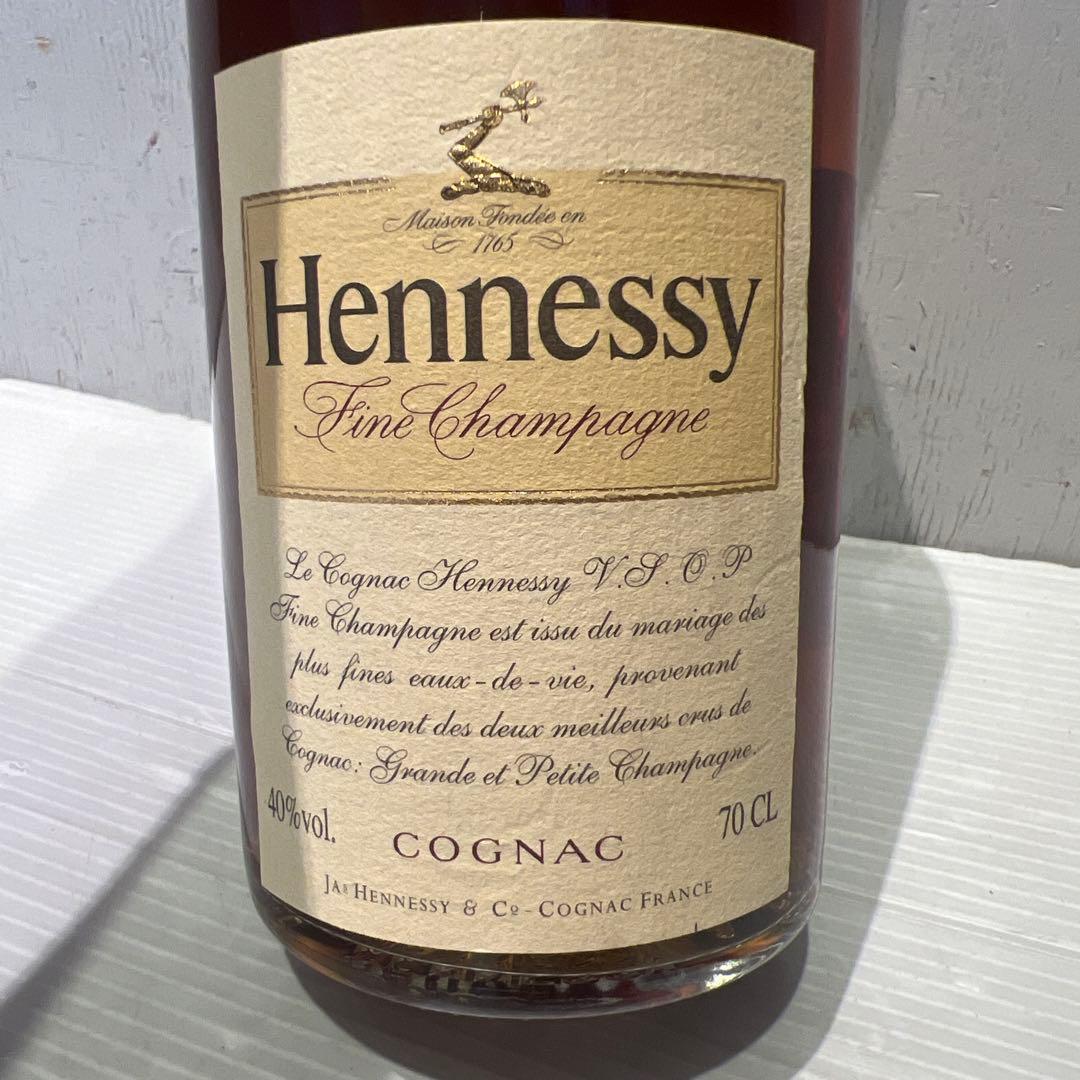 Maison Fondée en
1765
Hennessy
Fine Champagne
Le Cognac Hennessy V.S.O.P
Fine Champagne est issu du mariage des
plus fines eaux-de-vie, provenant
exclusivement des deux meilleurs crus de
Cognac: Grande et Petite Champagne.
40%vol.
70 CL
COGNAC
JAˢ HENNESSY & Cº - COGNAC FRANCE